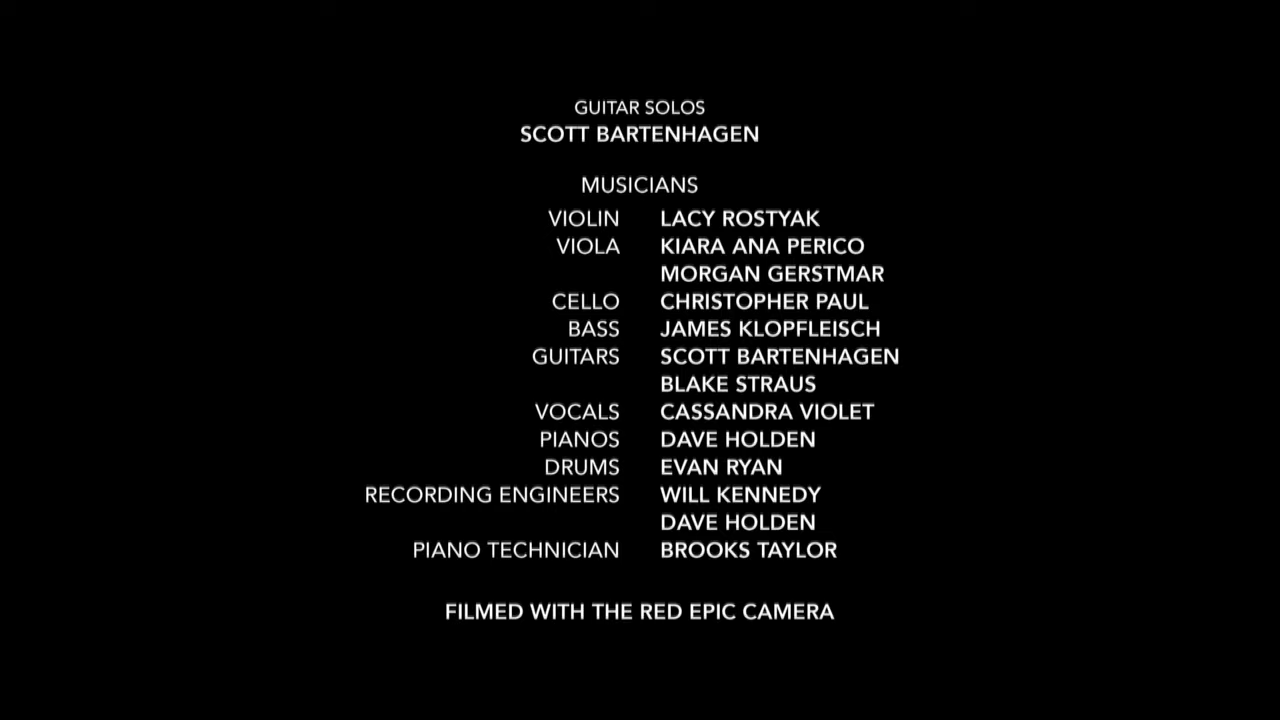 GUITAR SOLOS
SCOTT BARTENHAGEN
MUSICIANS
VIOLIN LACY ROSTYAK
VIOLA KIARA ANA PERICO
MORGAN GERSTMAR
CELLO CHRISTOPHER PAUL
BASS JAMES KLOPFLEISCH
GUITARS SCOTT BARTENHAGEN
BLAKE STRAUS
VOCALS CASSANDRA VIOLET
PIANOS DAVE HOLDEN
DRUMS EVAN RYAN
RECORDING ENGINEERS WILL KENNEDY
DAVE HOLDEN
PIANO TECHNICIAN BROOKS TAYLOR
FILMED WITH THE RED EPIC CAMERA